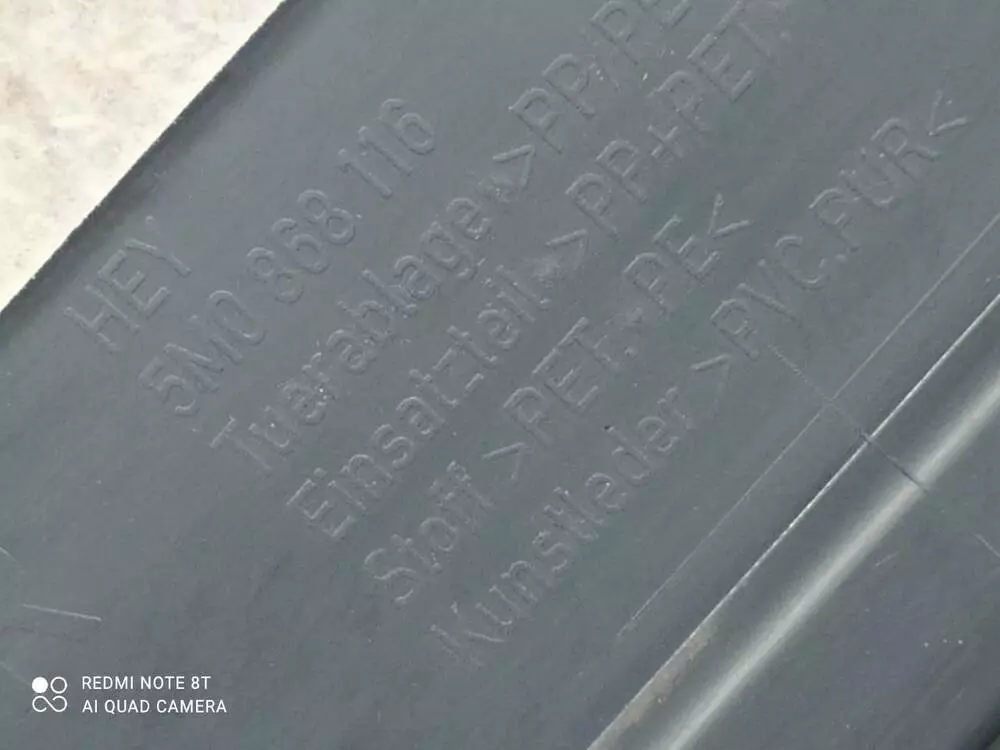 HEY
5M0 868 116
Tuerablage >PP/PE
Einsatzteil >PP+PET
Stoff >PET.PE<
Kunstleder >PVC.PUR<
REDMI NOTE 8T
AI QUAD CAMERA